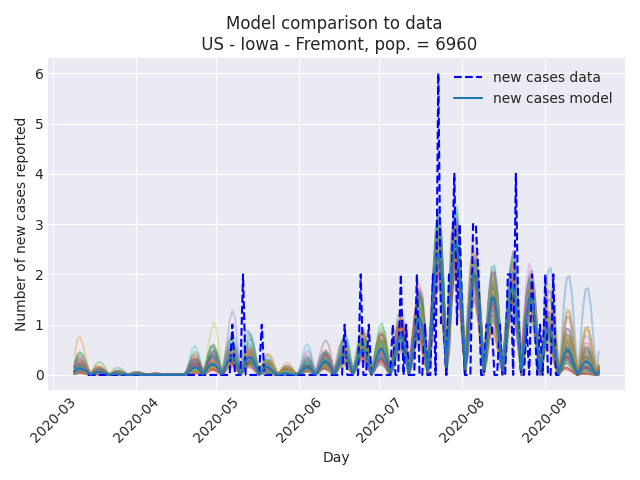 Model comparison to data
US - Iowa - Fremont, pop. = 6960
Number of new cases reported
6
5
4
3
2
1
0
new cases data
new cases model
2020-03
2020-04
2020-05
2020-06
2020-07
2020-08
2020-09
Day